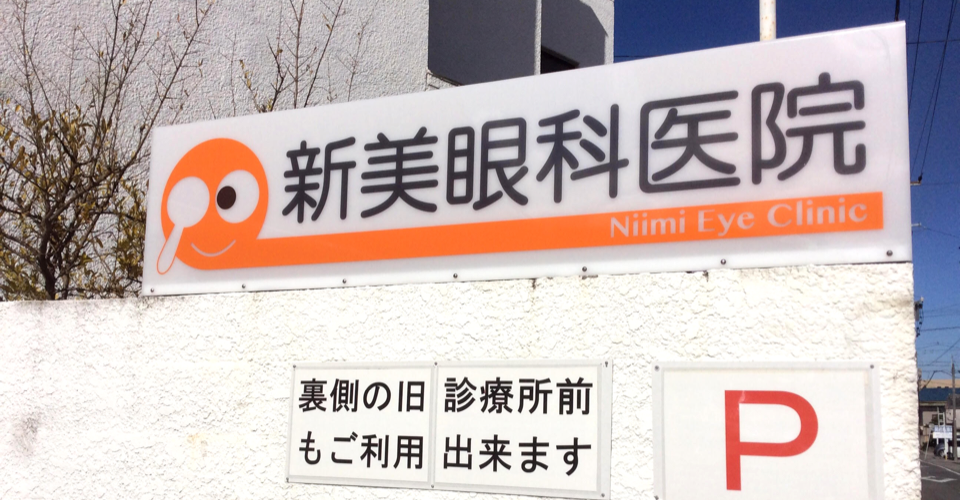 新美眼科医院
Niimi Eye Clinic
裏側の旧診療所前
もご利用出来ます
P